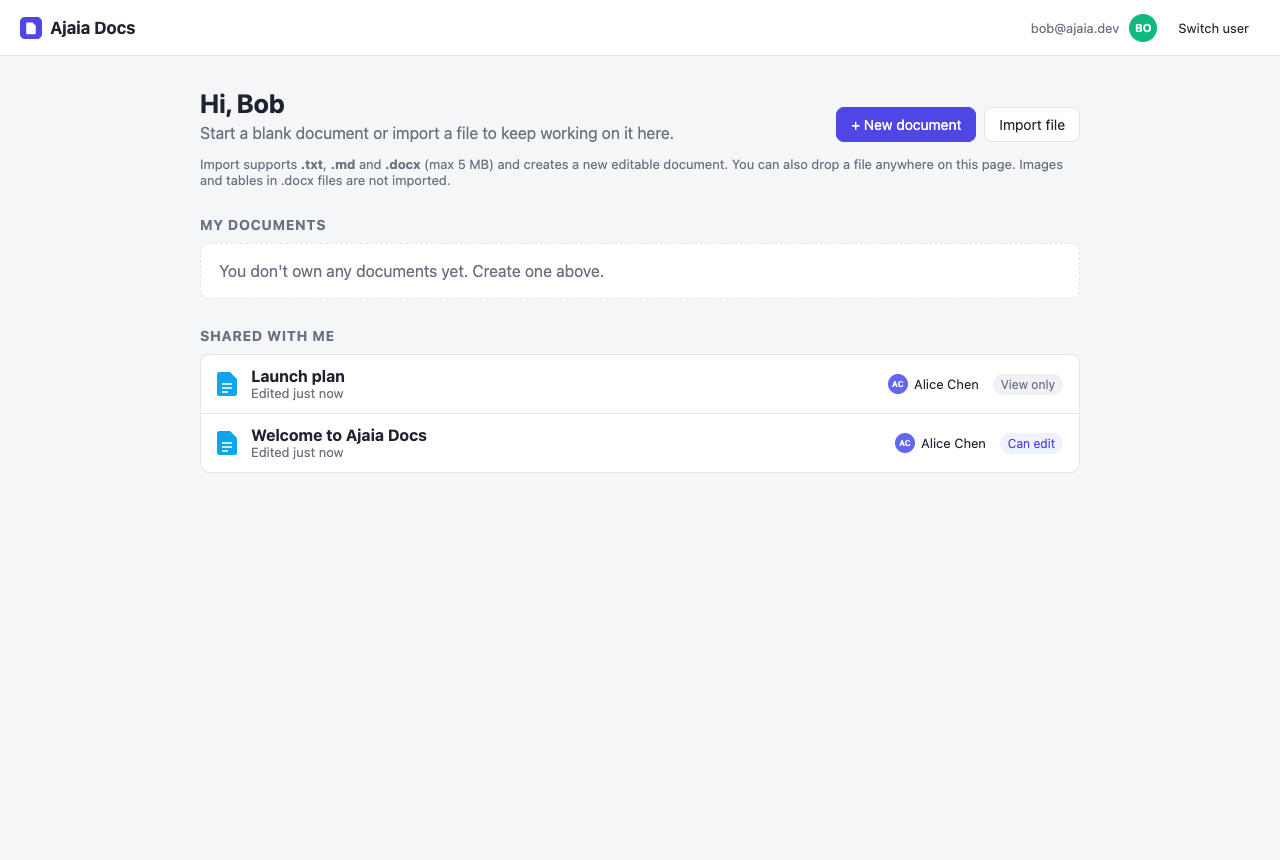 Ajaia Docs
bob@ajaia.dev BO Switch user
Hi, Bob
Start a blank document or import a file to keep working on it here.
+ New document Import file
Import supports .txt, .md and .docx (max 5 MB) and creates a new editable document. You can also drop a file anywhere on this page. Images
and tables in .docx files are not imported.
MY DOCUMENTS
You don't own any documents yet. Create one above.
SHARED WITH ME
Launch plan
Edited just now
AC Alice Chen View only
Welcome to Ajaia Docs
Edited just now
AC Alice Chen Can edit